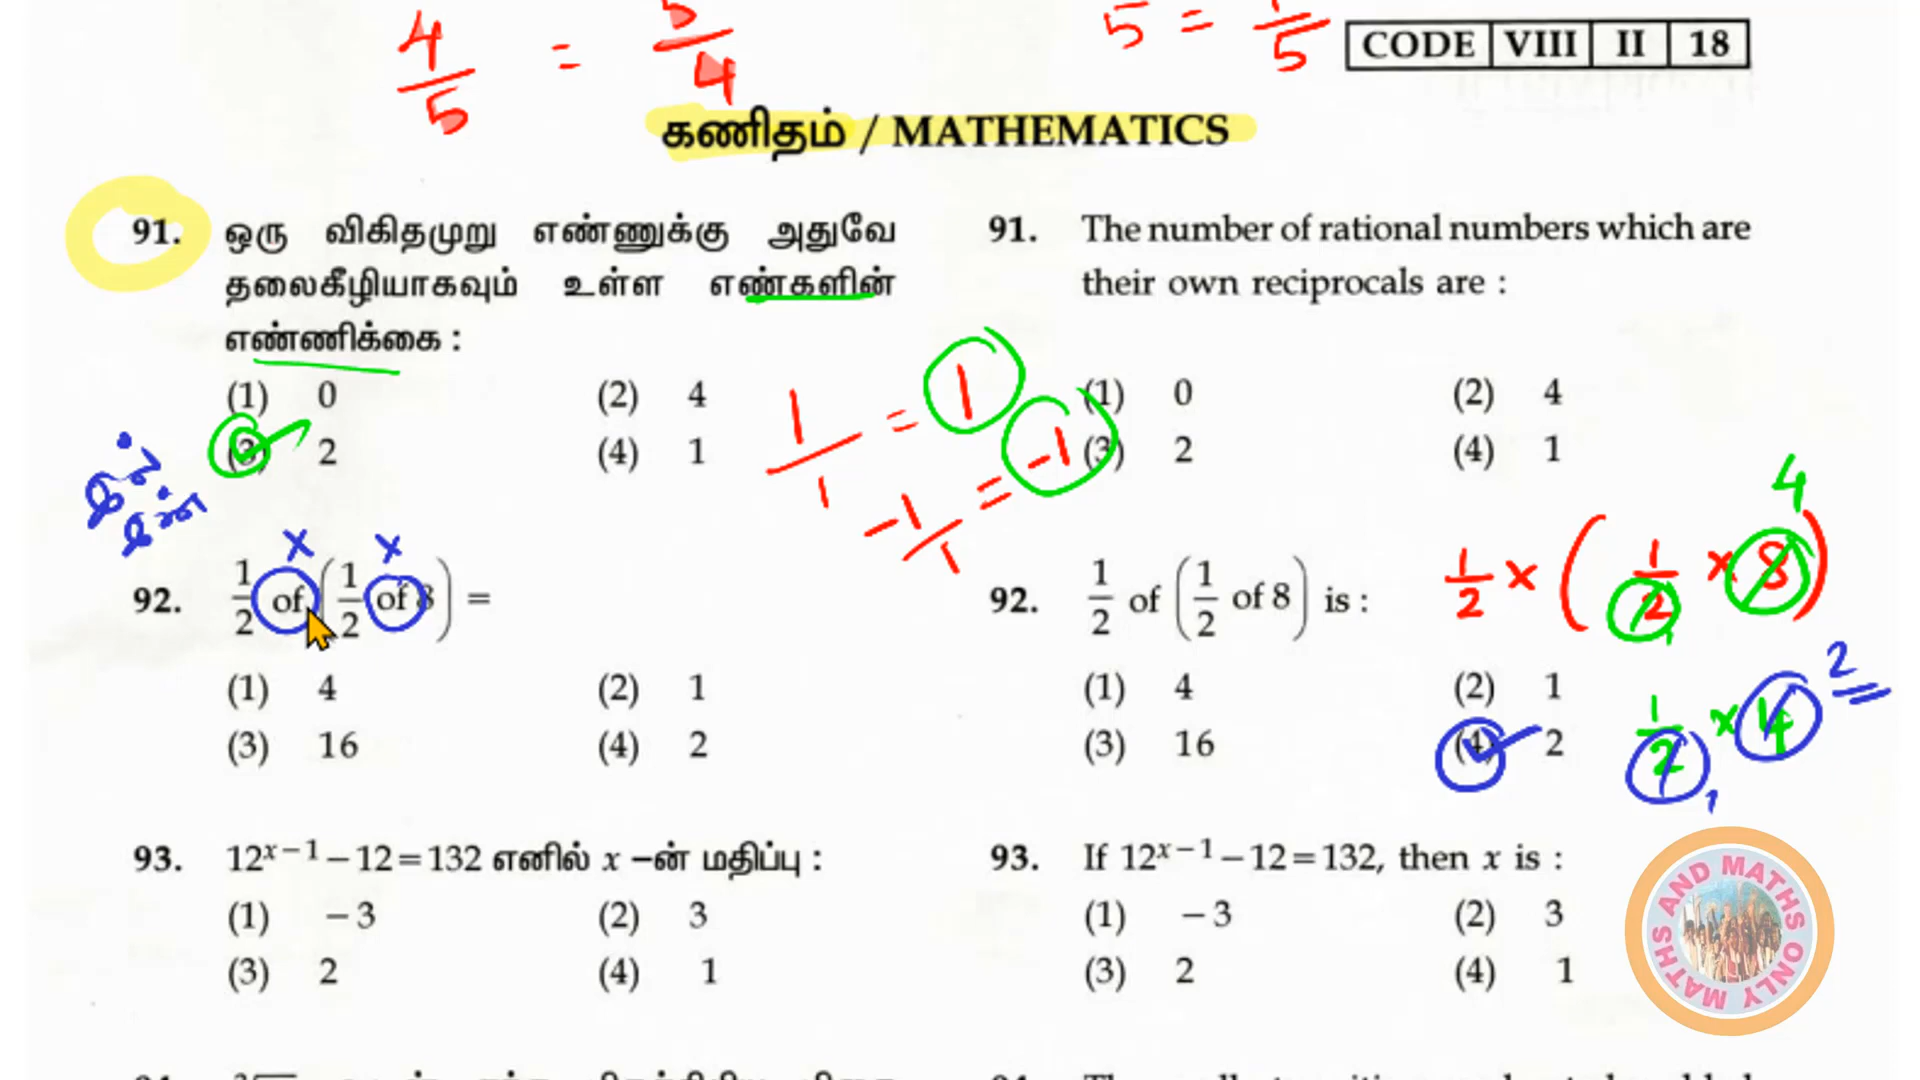 4/5 = 5/4
5 = 1/5
CODE VIII II 18
கணிதம் / MATHEMATICS
91. ஒரு விகிதமுறு எண்ணுக்கு அதுவே
தலைகீழியாகவும் உள்ள எண்களின்
எண்ணிக்கை :
(1) 0 (2) 4
(3) 2 (4) 1
1/1 = 1
-1/1 = -1
92. 1/2 of (1/2 of 8) =
× ×
(1) 4 (2) 1
(3) 16 (4) 2
93. 12^(x−1) − 12 = 132 எனில் x −ன் மதிப்பு :
(1) −3 (2) 3
(3) 2 (4) 1
91. The number of rational numbers which are
their own reciprocals are :
(1) 0 (2) 4
(3) 2 (4) 1
92. 1/2 of (1/2 of 8) is :
(1) 4 (2) 1
(3) 16 (4) 2
4
1/2 × (1/2 × 8)
1
1/2 × 4 2
1
93. If 12^(x−1) − 12 = 132, then x is :
(1) −3 (2) 3
(3) 2 (4) 1
MATHS AND MATHS ONLY